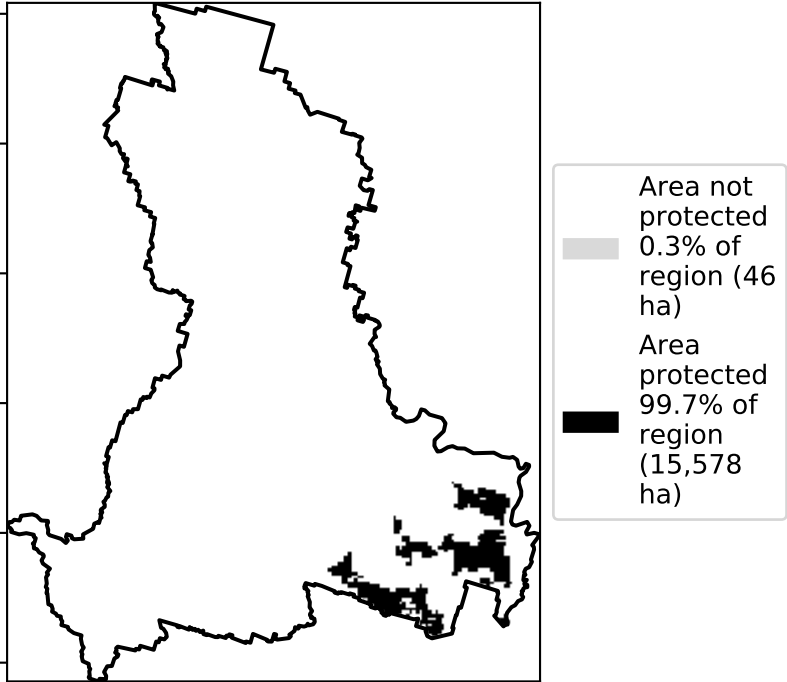 Area not
protected
0.3% of
region (46
ha)
Area
protected
99.7% of
region
(15,578
ha)